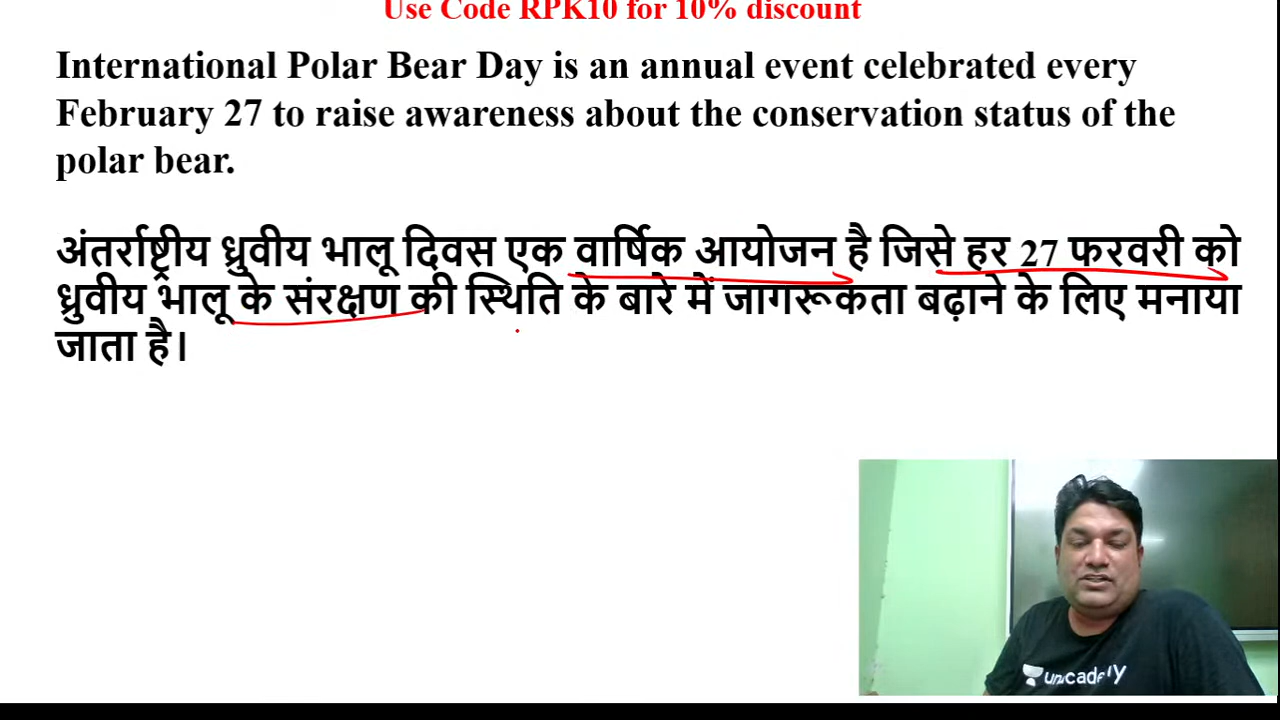 Use Code RPK10 for 10% discount
International Polar Bear Day is an annual event celebrated every
February 27 to raise awareness about the conservation status of the
polar bear.
अंतर्राष्ट्रीय ध्रुवीय भालू दिवस एक वार्षिक आयोजन है जिसे हर 27 फरवरी को
ध्रुवीय भालू के संरक्षण की स्थिति के बारे में जागरूकता बढ़ाने के लिए मनाया
जाता है।
unacademy